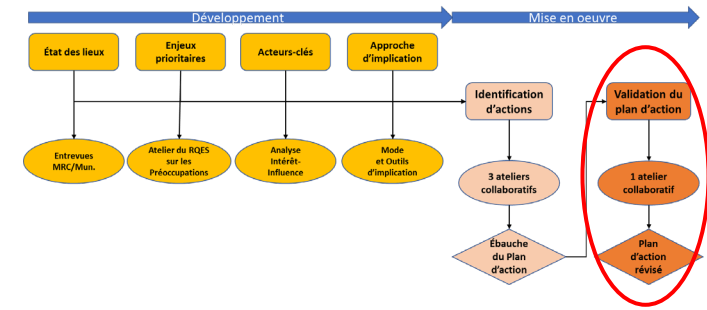 Développement
Mise en oeuvre
État des lieux
Enjeux
prioritaires
Acteurs-clés
Approche
d'implication
Identification
d'actions
Validation du
plan d'action
Entrevues
MRC/Mun.
Atelier du RQES
sur les
Préoccupations
Analyse
Intérêt-
Influence
Mode
et Outils
d'implication
3 ateliers
collaboratifs
1 atelier
collaboratif
Ébauche
du Plan
d'action
Plan
d'action
révisé